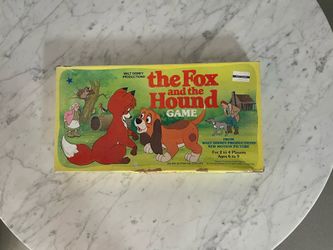 WALT DISNEY
PRODUCTIONS'
the Fox
and the
Hound
GAME
FROM
WALT DISNEY PRODUCTIONS'
NEW MOTION PICTURE
For 2 to 4 Players
Ages 4 to 9